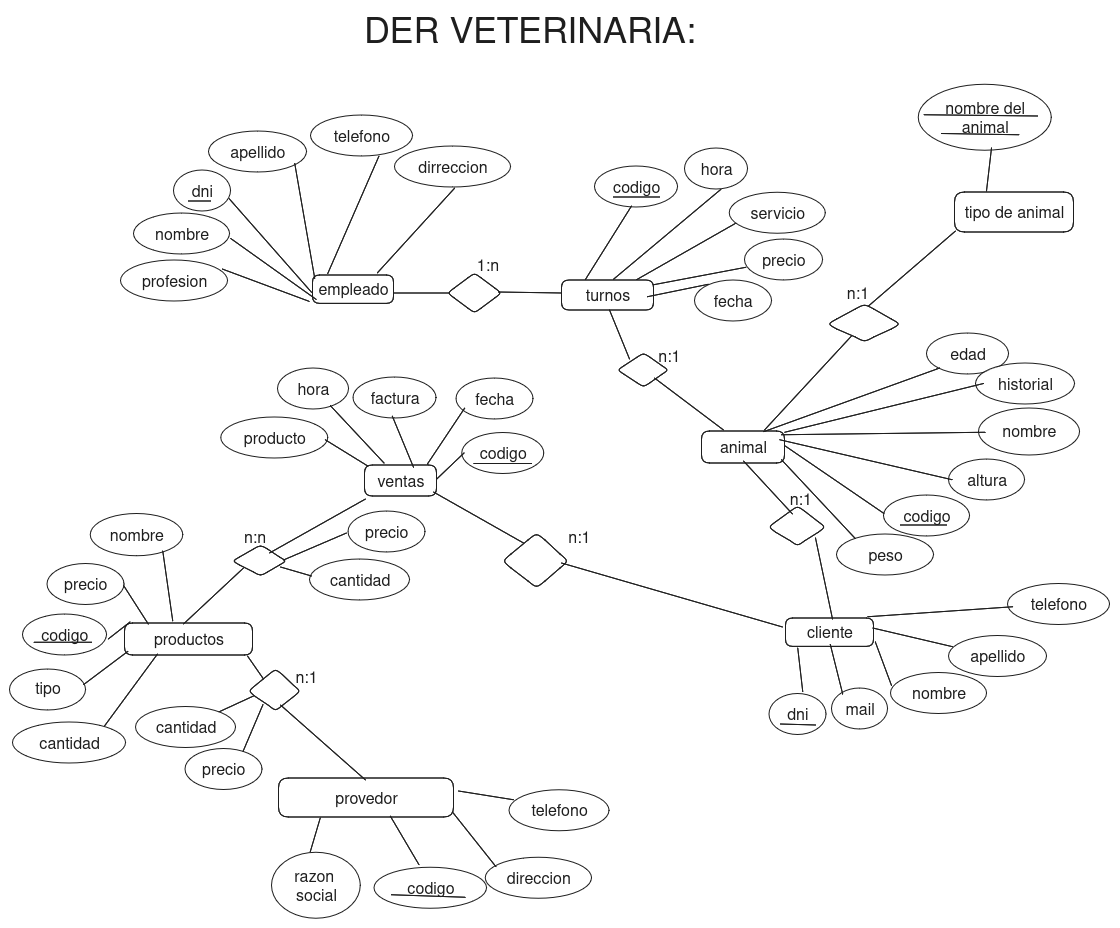 DER VETERINARIA:
nombre del
animal
tipo de animal
n:1
telefono
apellido
dirreccion
dni
nombre
profesion
empleado
1:n
codigo
hora
servicio
precio
fecha
turnos
n:1
edad
historial
nombre
altura
codigo
peso
animal
n:1
hora
factura
fecha
producto
codigo
ventas
n:n
precio
cantidad
n:1
nombre
precio
codigo
tipo
cantidad
productos
n:1
cantidad
precio
cliente
telefono
apellido
nombre
mail
dni
provedor
telefono
razon
social
codigo
direccion